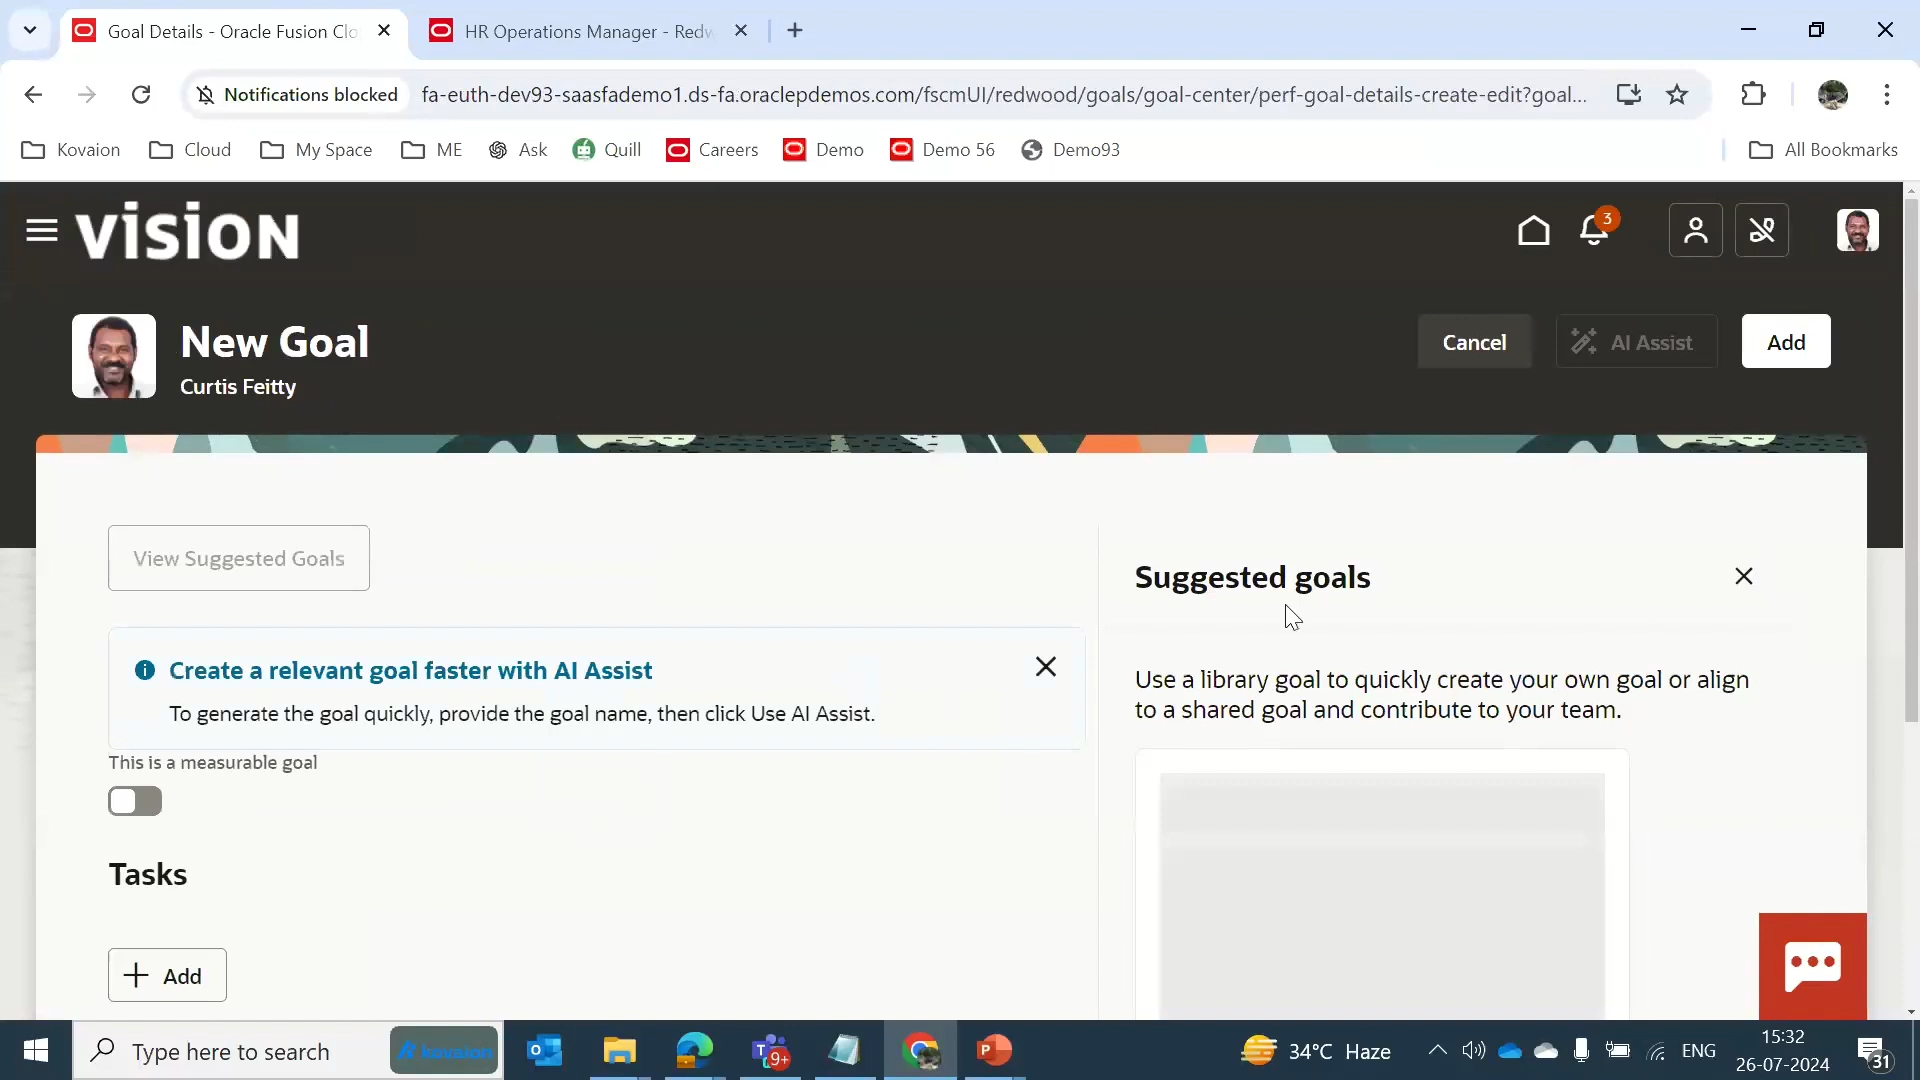 Goal Details - Oracle Fusion Clo
HR Operations Manager - Redw
Notifications blocked
fa-euth-dev93-saasfademo1.ds-fa.oraclepdemos.com/fscmUI/redwood/goals/goal-center/perf-goal-details-create-edit?goal...
Kovaion
Cloud
My Space
ME
Ask
Quill
Careers
Demo
Demo 56
Demo93
All Bookmarks
vision
3
New Goal
Curtis Feitty
Cancel
AI Assist
Add
View Suggested Goals
Create a relevant goal faster with AI Assist
To generate the goal quickly, provide the goal name, then click Use AI Assist.
This is a measurable goal
Tasks
Add
Suggested goals
Use a library goal to quickly create your own goal or align
to a shared goal and contribute to your team.
Type here to search
kovaion
9+
34°C Haze
ENG
15:32
26-07-2024
31